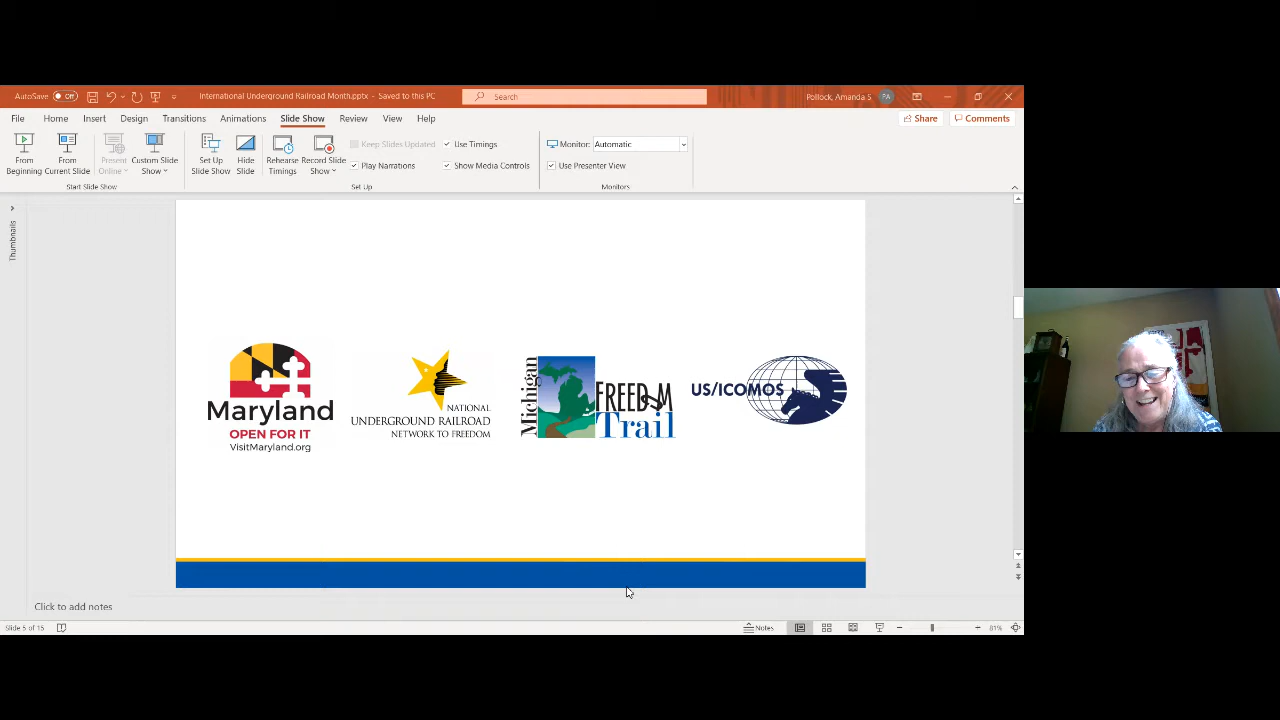 AutoSave Off
International Underground Railroad Month.pptx - Saved to this PC
Search
Pollock, Amanda S PA
File Home Insert Design Transitions Animations Slide Show Review View Help
Share Comments
From Beginning
From Current Slide
Present Online
Custom Slide Show
Set Up Slide Show
Hide Slide
Rehearse Timings
Record Slide Show
Keep Slides Updated
Use Timings
Play Narrations
Show Media Controls
Monitor: Automatic
Use Presenter View
Start Slide Show
Set Up
Monitors
Thumbnails
Maryland
OPEN FOR IT
VisitMaryland.org
NATIONAL
UNDERGROUND RAILROAD
NETWORK TO FREEDOM
Michigan
FREEDOM
Trail
US/ICOMOS
Click to add notes
Slide 5 of 15
Notes
81%